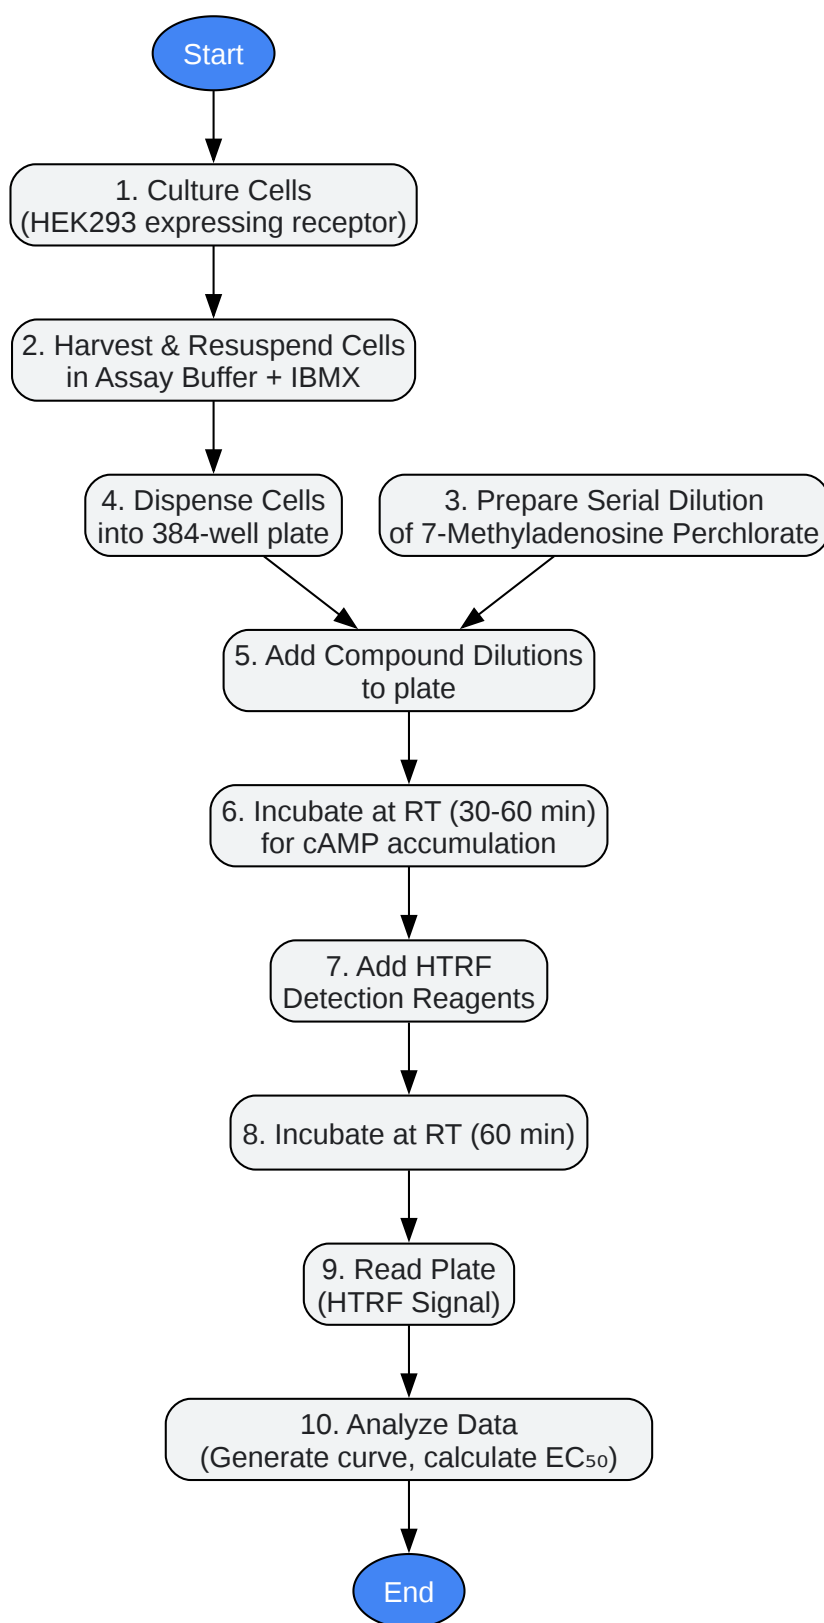 Start
1. Culture Cells
(HEK293 expressing receptor)
2. Harvest & Resuspend Cells
in Assay Buffer + IBMX
4. Dispense Cells
into 384-well plate
3. Prepare Serial Dilution
of 7-Methyladenosine Perchlorate
5. Add Compound Dilutions
to plate
6. Incubate at RT (30-60 min)
for cAMP accumulation
7. Add HTRF
Detection Reagents
8. Incubate at RT (60 min)
9. Read Plate
(HTRF Signal)
10. Analyze Data
(Generate curve, calculate EC₅₀)
End